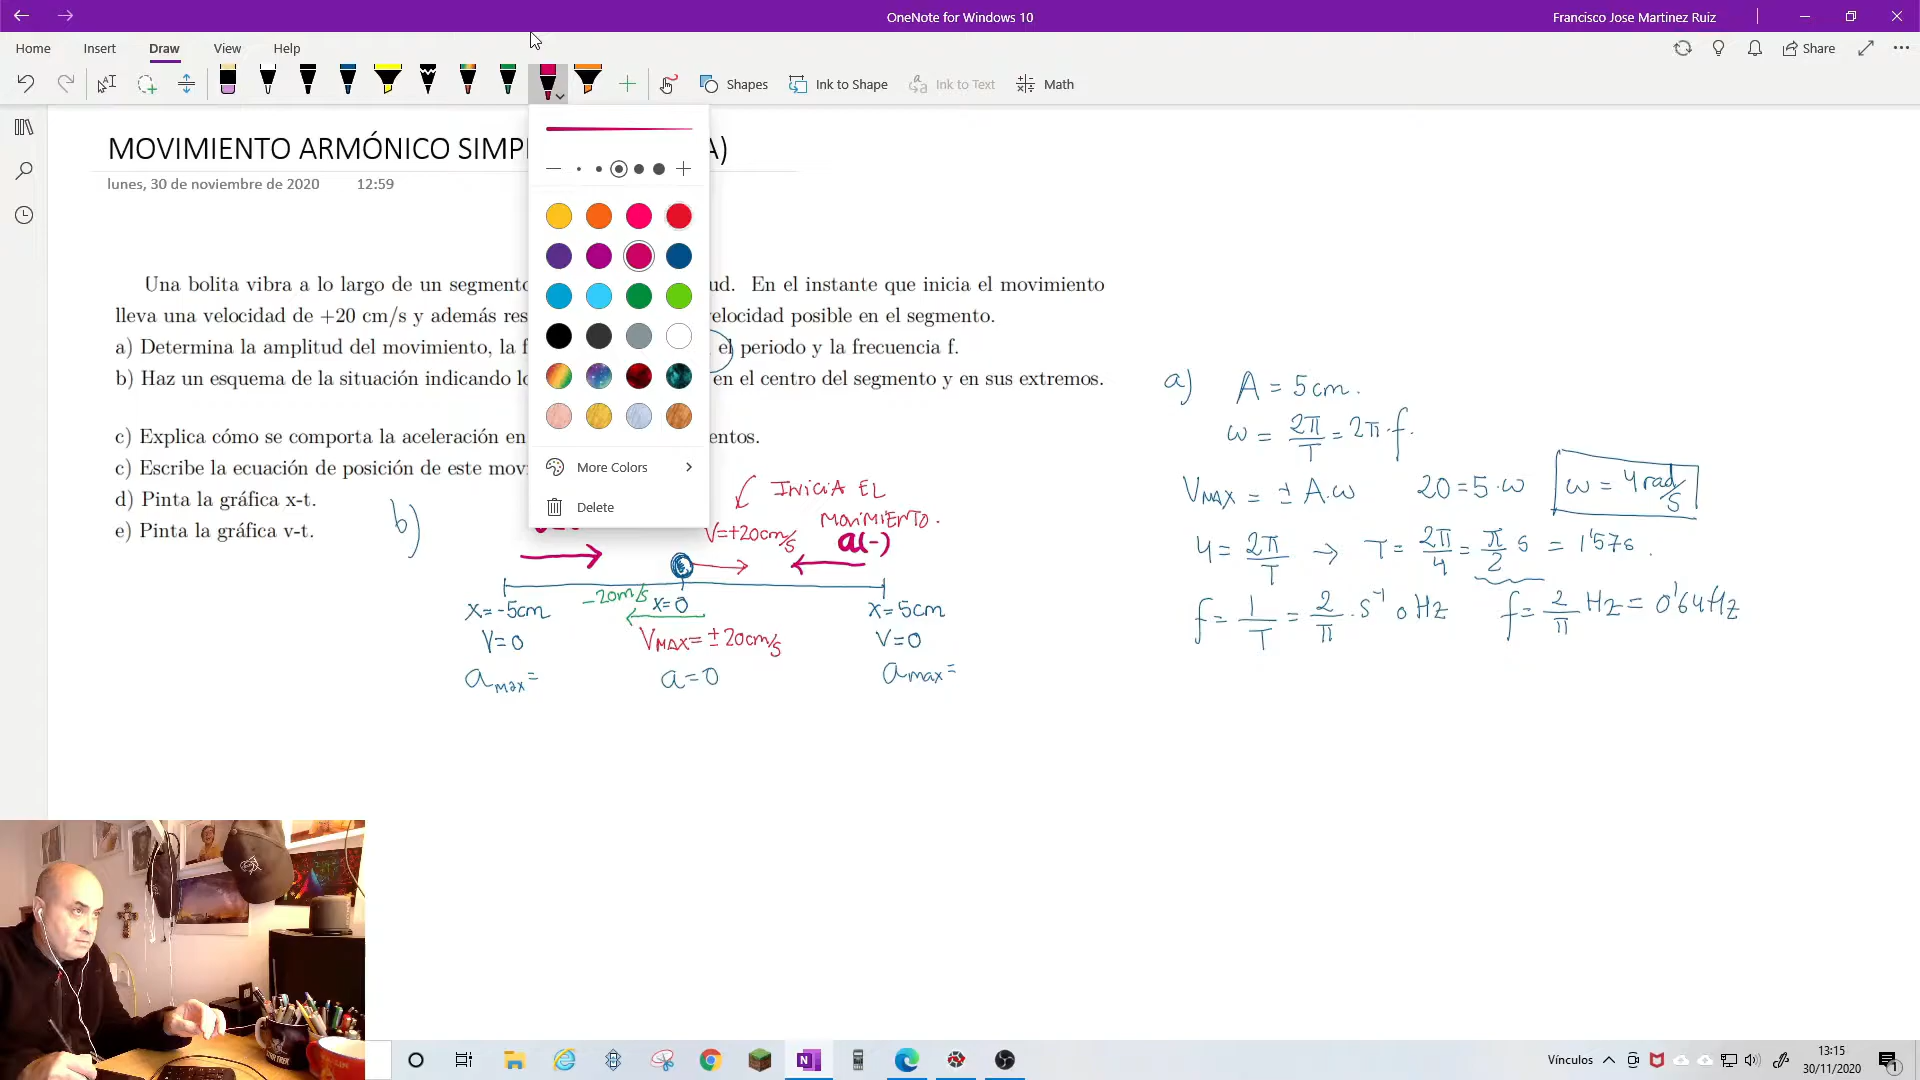 OneNote for Windows 10
Francisco Jose Martinez Ruiz
Home Insert Draw View Help
Share
Shapes Ink to Shape Ink to Text Math
MOVIMIENTO ARMÓNICO SIMP A)
lunes, 30 de noviembre de 2020 12:59
Una bolita vibra a lo largo de un segmento ud. En el instante que inicia el movimiento
lleva una velocidad de +20 cm/s y además res velocidad posible en el segmento.
a) Determina la amplitud del movimiento, la f el periodo y la frecuencia f.
b) Haz un esquema de la situación indicando lo en el centro del segmento y en sus extremos.
c) Explica cómo se comporta la aceleración en entos.
c) Escribe la ecuación de posición de este movi
d) Pinta la gráfica x-t.
e) Pinta la gráfica v-t.
More Colors
Delete
b)
INICIA EL
MOVIMIENTO.
V=+20cm/s
a(-)
-20m/s
x=-5cm x=0 x=5cm
V=0 VMAX=±20cm/s V=0
amax= a=0 amax=
a) A = 5cm.
ω = 2π/T = 2π·f.
VMAX = ± A.ω 20=5·ω ω = 4rad/s
4 = 2π/T → T = 2π/4 = π/2 s = 1'57s.
f = 1/T = 2/π · s⁻¹ o Hz f = 2/π Hz = 0'64Hz
Vínculos
13:15
30/11/2020